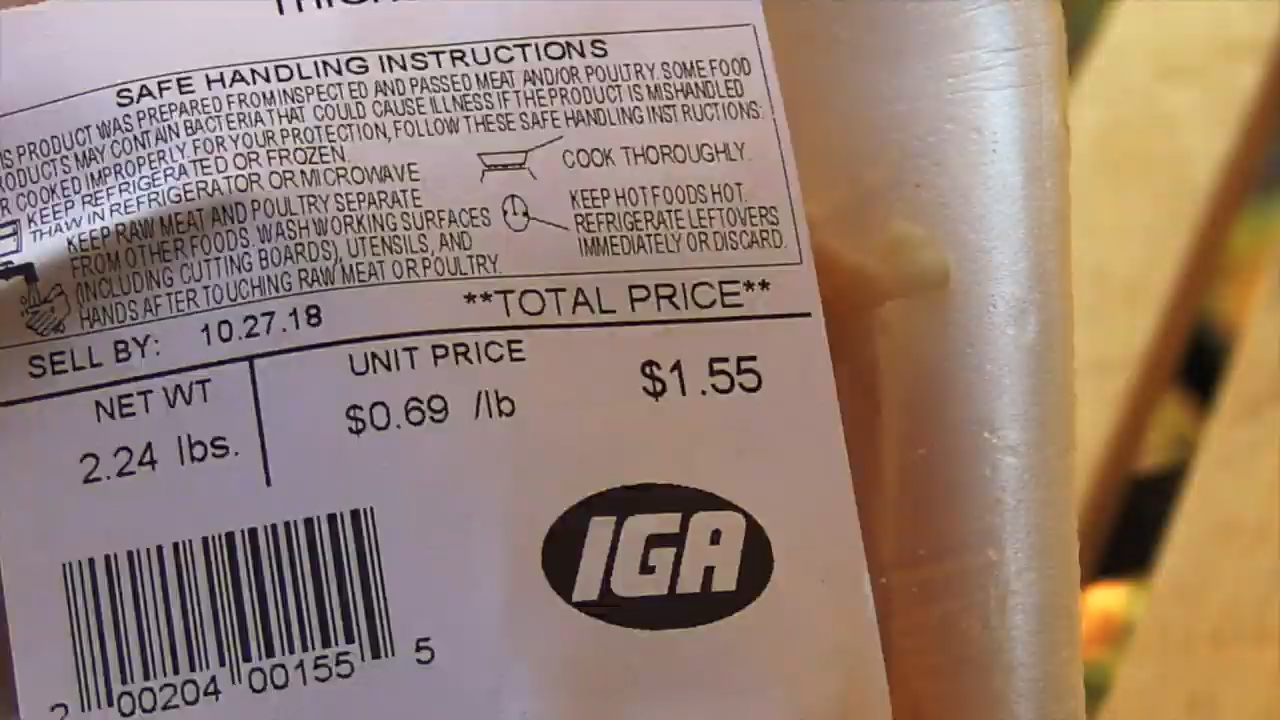 SAFE HANDLING INSTRUCTIONS
IS PRODUCT WAS PREPARED FROM INSPECTED AND PASSED MEAT AND/OR POULTRY. SOME FOOD
RODUCTS MAY CONTAIN BACTERIA THAT COULD CAUSE ILLNESS IF THE PRODUCT IS MISHANDLED
R COOKED IMPROPERLY. FOR YOUR PROTECTION, FOLLOW THESE SAFE HANDLING INSTRUCTIONS:
KEEP REFRIGERATED OR FROZEN.
THAW IN REFRIGERATOR OR MICROWAVE
KEEP RAW MEAT AND POULTRY SEPARATE
FROM OTHER FOODS. WASH WORKING SURFACES
(INCLUDING CUTTING BOARDS), UTENSILS, AND
HANDS AFTER TOUCHING RAW MEAT OR POULTRY.
COOK THOROUGHLY.
KEEP HOT FOODS HOT.
REFRIGERATE LEFTOVERS
IMMEDIATELY OR DISCARD.
SELL BY: 10.27.18
**TOTAL PRICE**
NET WT
2.24 lbs.
UNIT PRICE
$0.69 /lb
$1.55
IGA
2 00204 00155 5